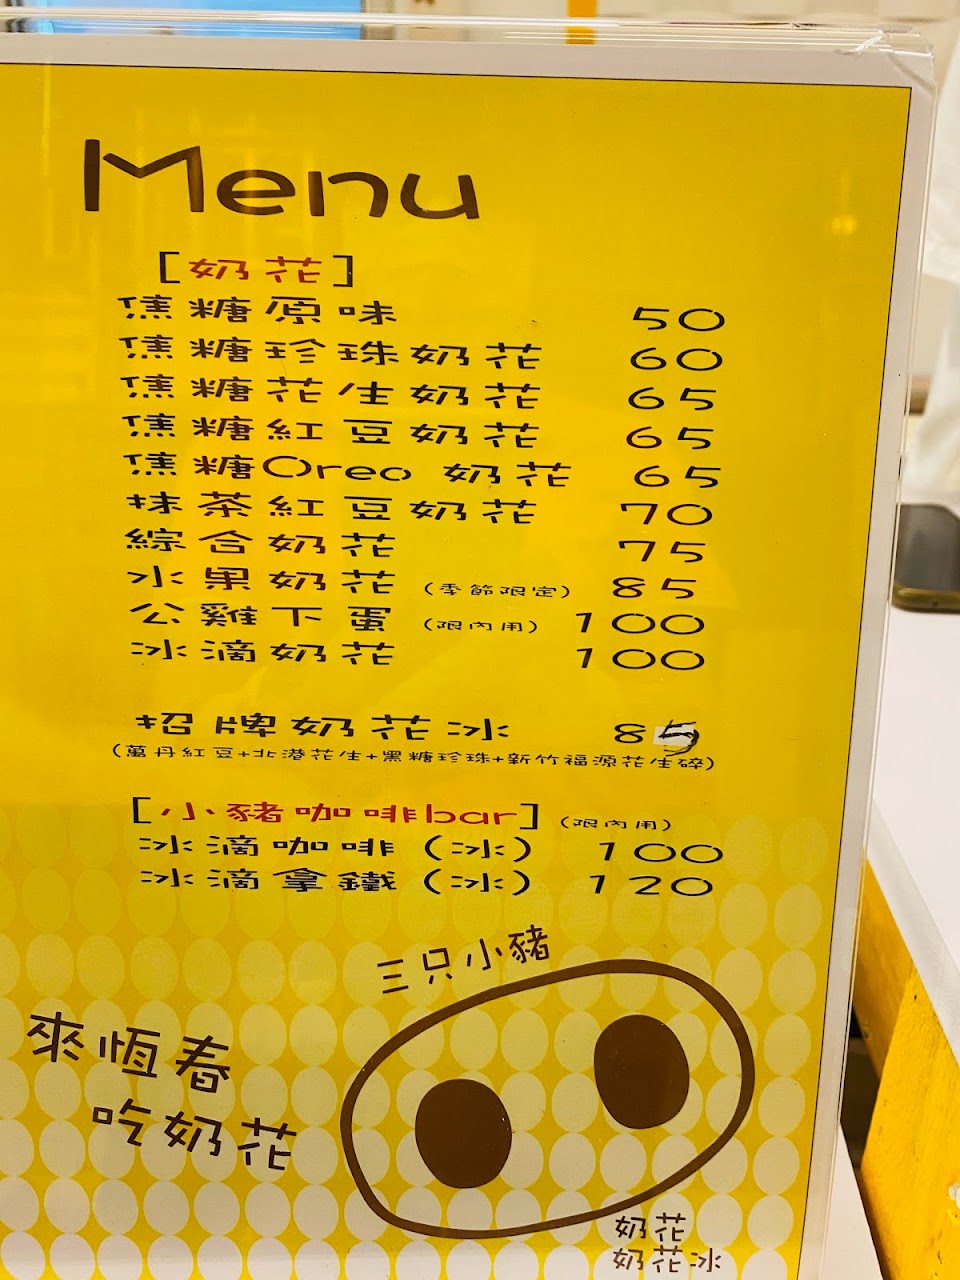 Menu
[奶花]
焦糖原味 50
焦糖珍珠奶花 60
焦糖花生奶花 65
焦糖紅豆奶花 65
焦糖Oreo 奶花 65
抹茶紅豆奶花 70
綜合奶花 75
水果奶花 (季節限定) 85
公雞下蛋 (限內用) 100
冰滴奶花 100
招牌奶花冰 85
(萬丹紅豆+北港花生+黑糖珍珠+新竹福源花生碎)
[小豬咖啡bar] (限內用)
冰滴咖啡(冰) 100
冰滴拿鐵(冰) 120
三只小豬
來恆春
吃奶花
奶花
奶花冰